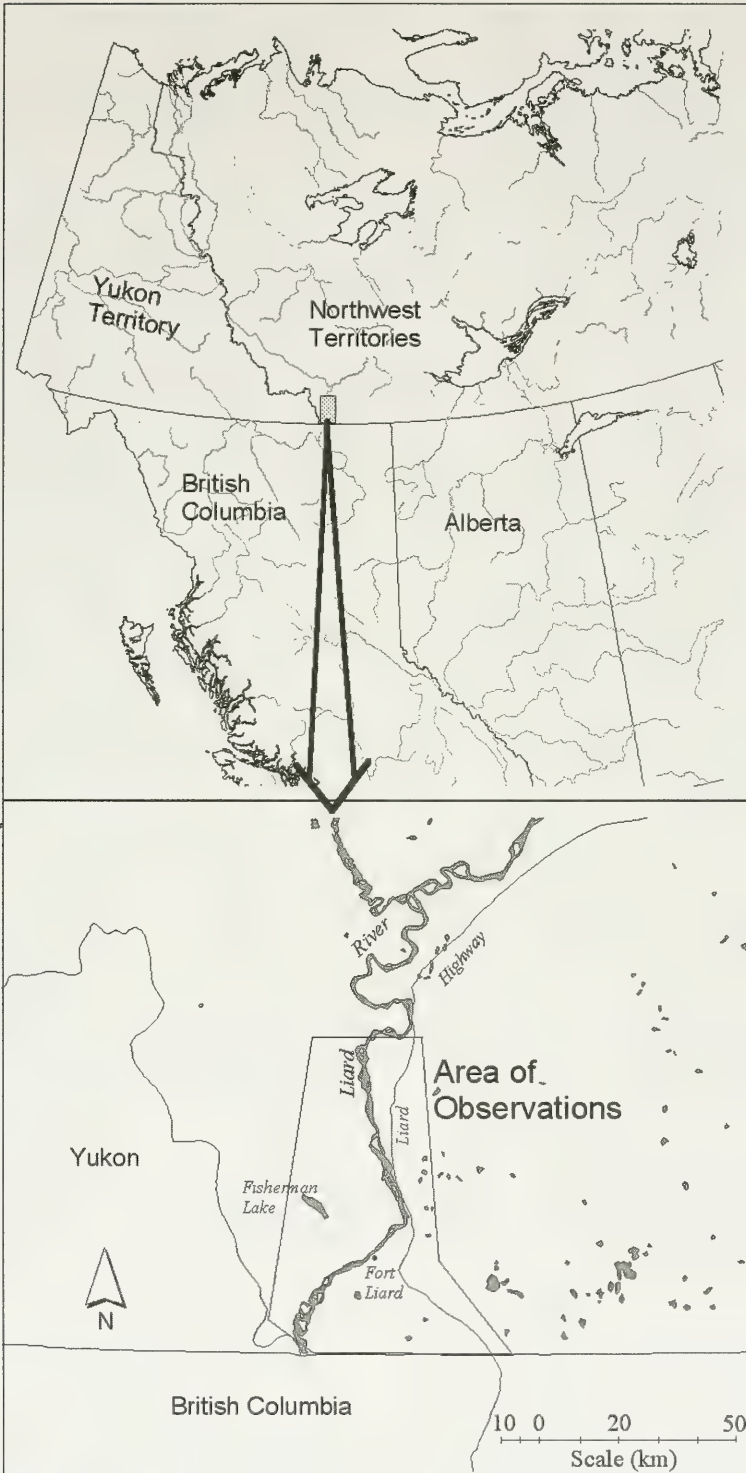 Yukon
Territory
Northwest
Territories
British
Columbia
Alberta
River
Highway
Liard
Area of
Observations
Liard
Yukon
Fisherman
Lake
Fort
Liard
N
British Columbia
10 0 20 50
Scale (km)